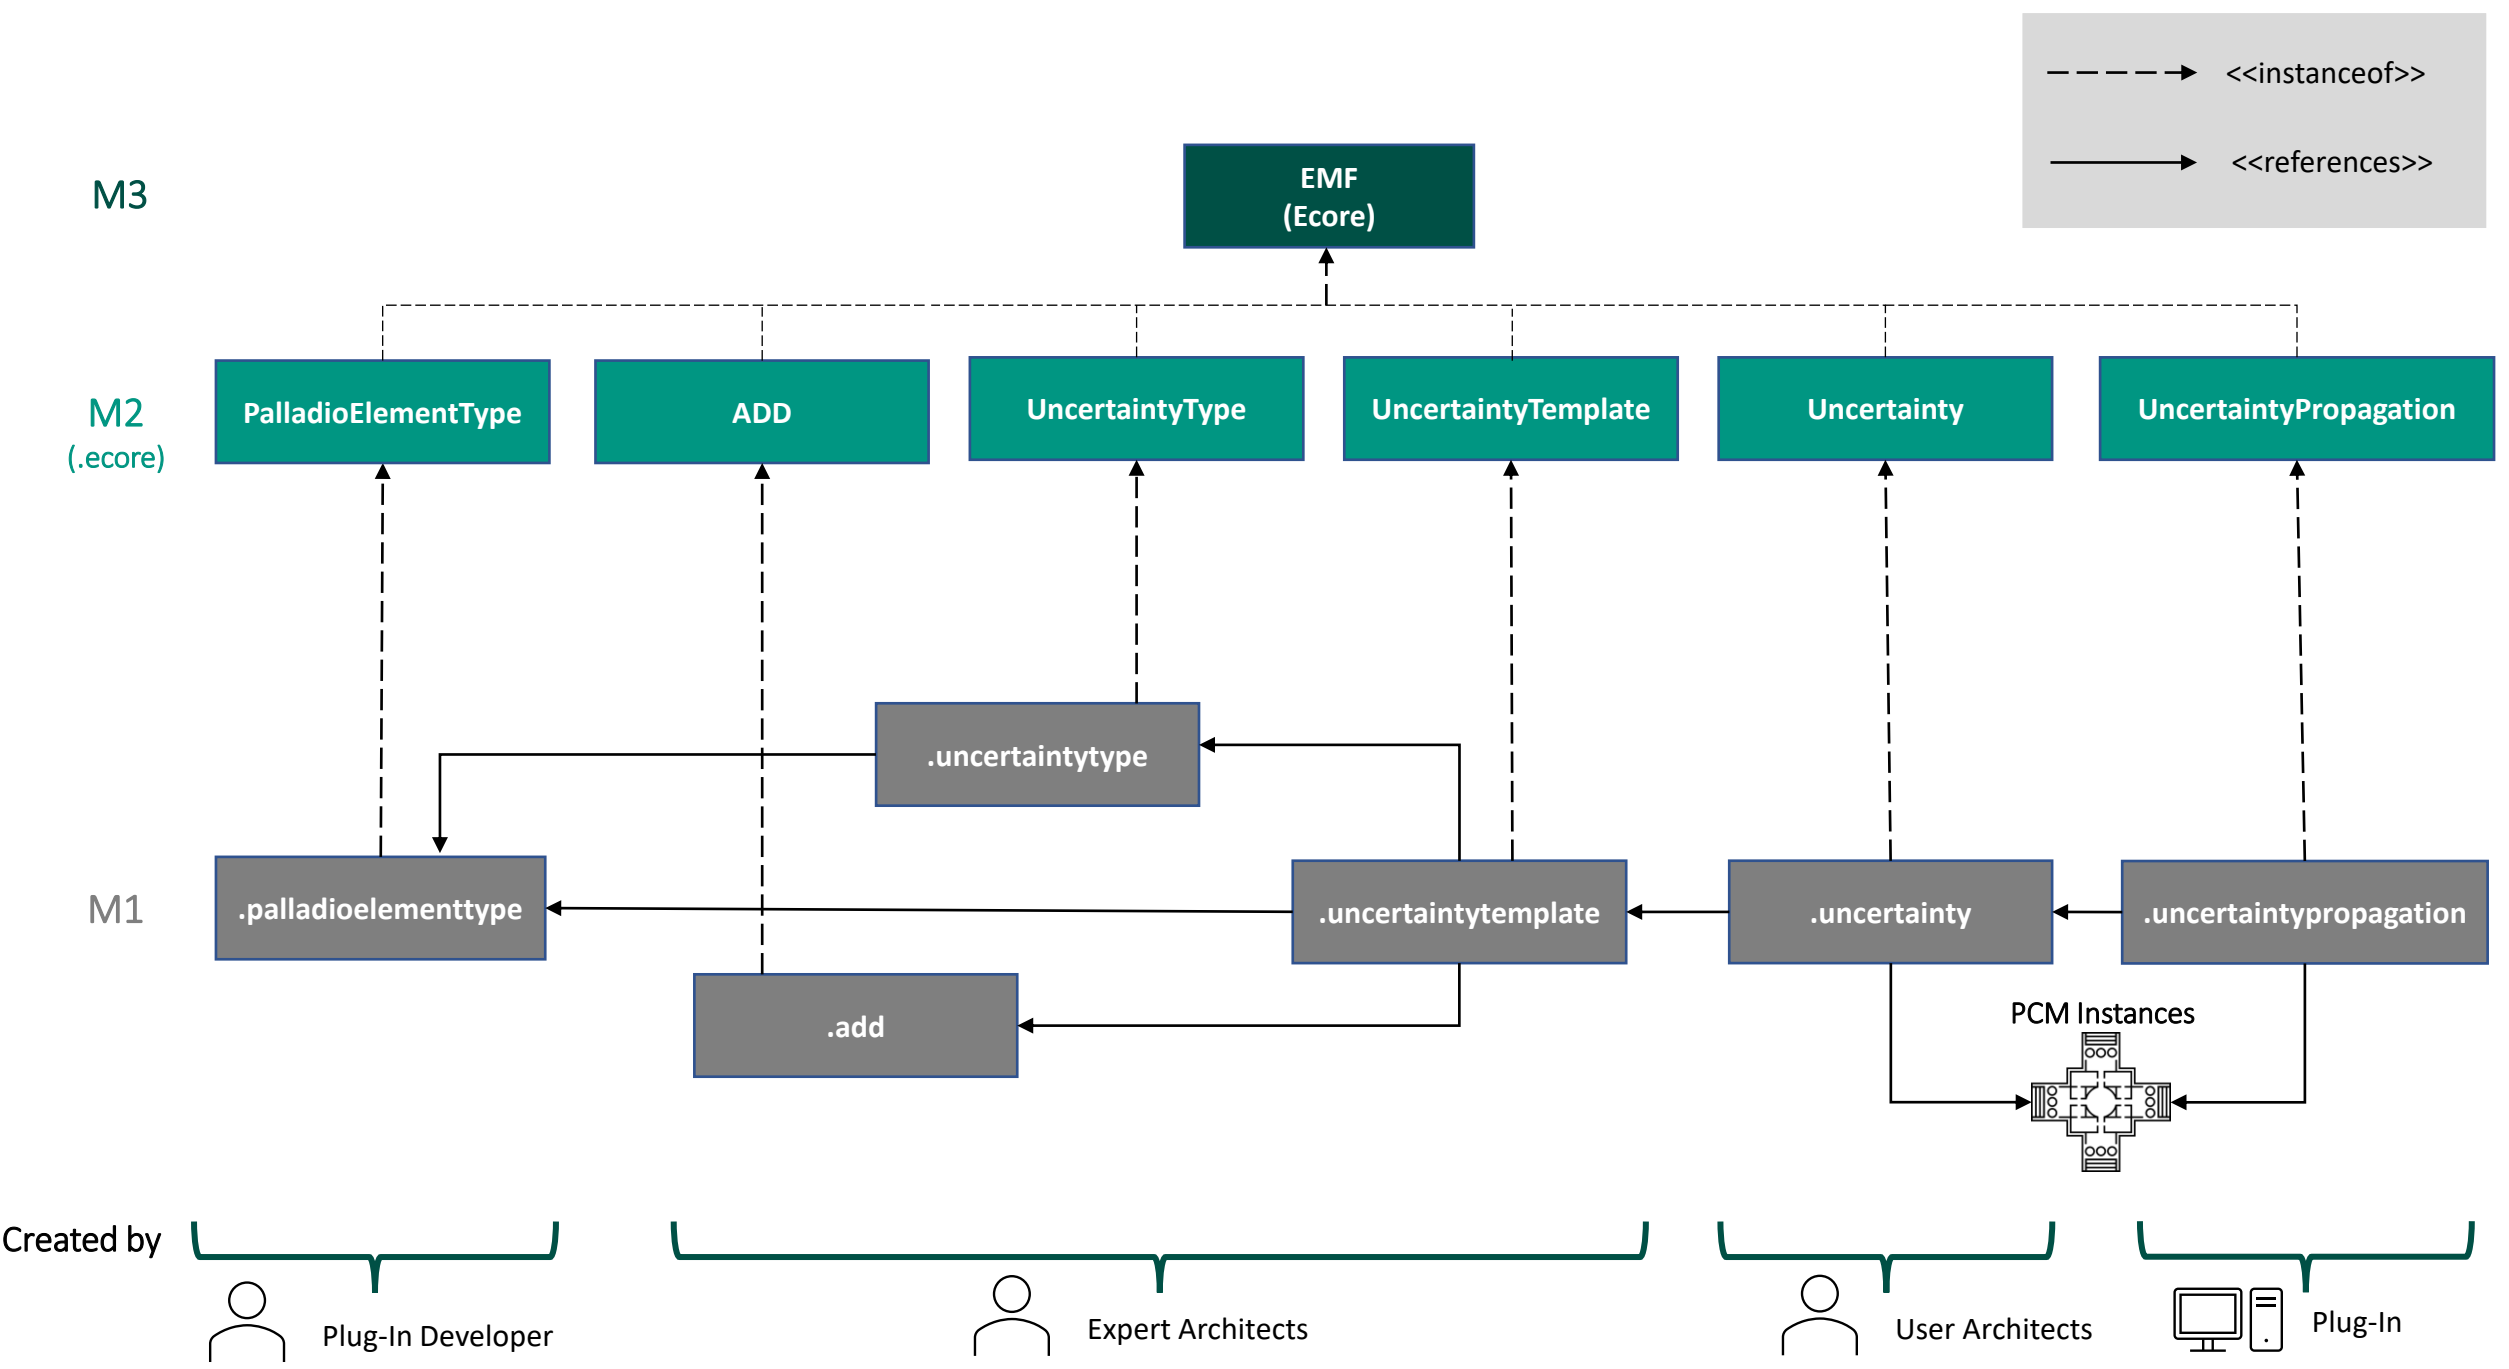 <<instanceof>>
<<references>>
M3
EMF
(Ecore)
M2
(.ecore)
PalladioElementType
ADD
UncertaintyType
UncertaintyTemplate
Uncertainty
UncertaintyPropagation
.uncertaintytype
M1
.palladioelementtype
.uncertaintytemplate
.uncertainty
.uncertaintypropagation
.add
PCM Instances
Created by
Plug-In Developer
Expert Architects
User Architects
Plug-In